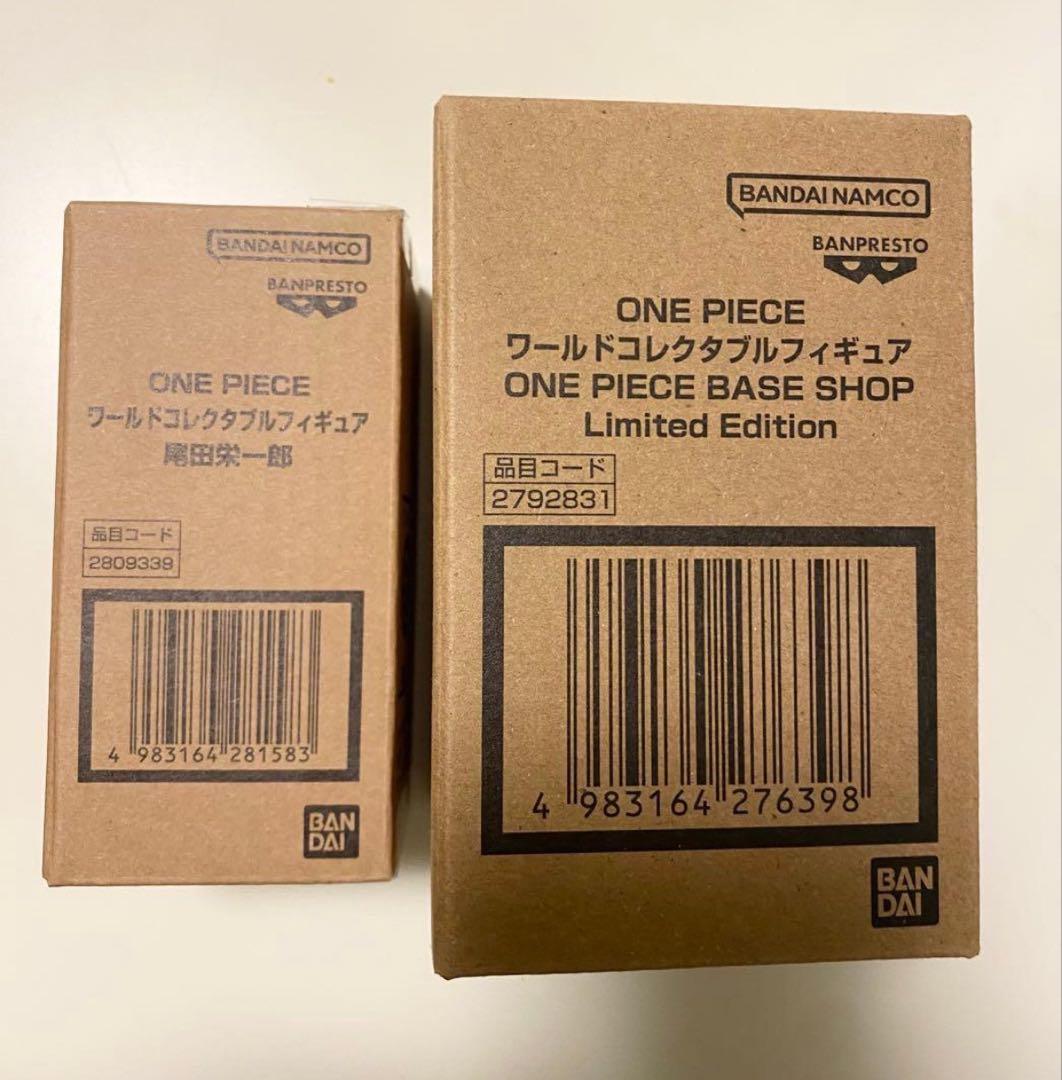 BANDAI NAMCO
BANPRESTO
ONE PIECE
ワールドコレクタブルフィギュア
尾田栄一郎
品目コード
2809339
4 983164 281583
BAN
DAI
BANDAI NAMCO
BANPRESTO
ONE PIECE
ワールドコレクタブルフィギュア
ONE PIECE BASE SHOP
Limited Edition
品目コード
2792831
4 983164 276398
BAN
DAI